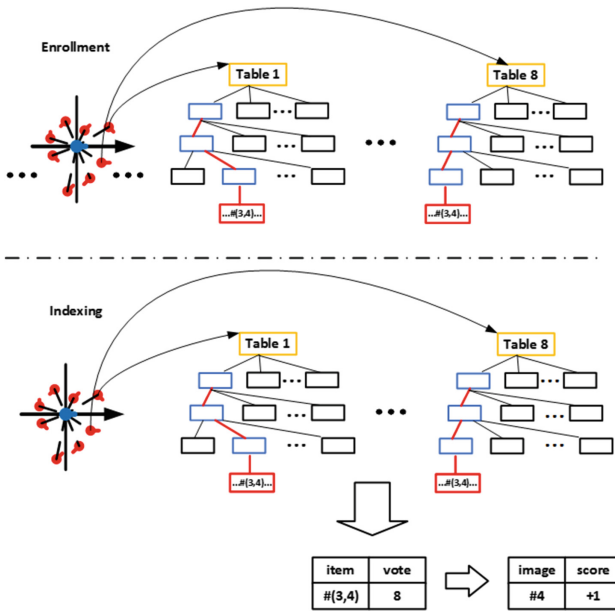 Enrollment
Table 1
Table 8
...#(3,4)...
...#(3,4)...
Indexing
Table 1
Table 8
...#(3,4)...
...#(3,4)...
item vote
#(3,4) 8
image score
#4 +1